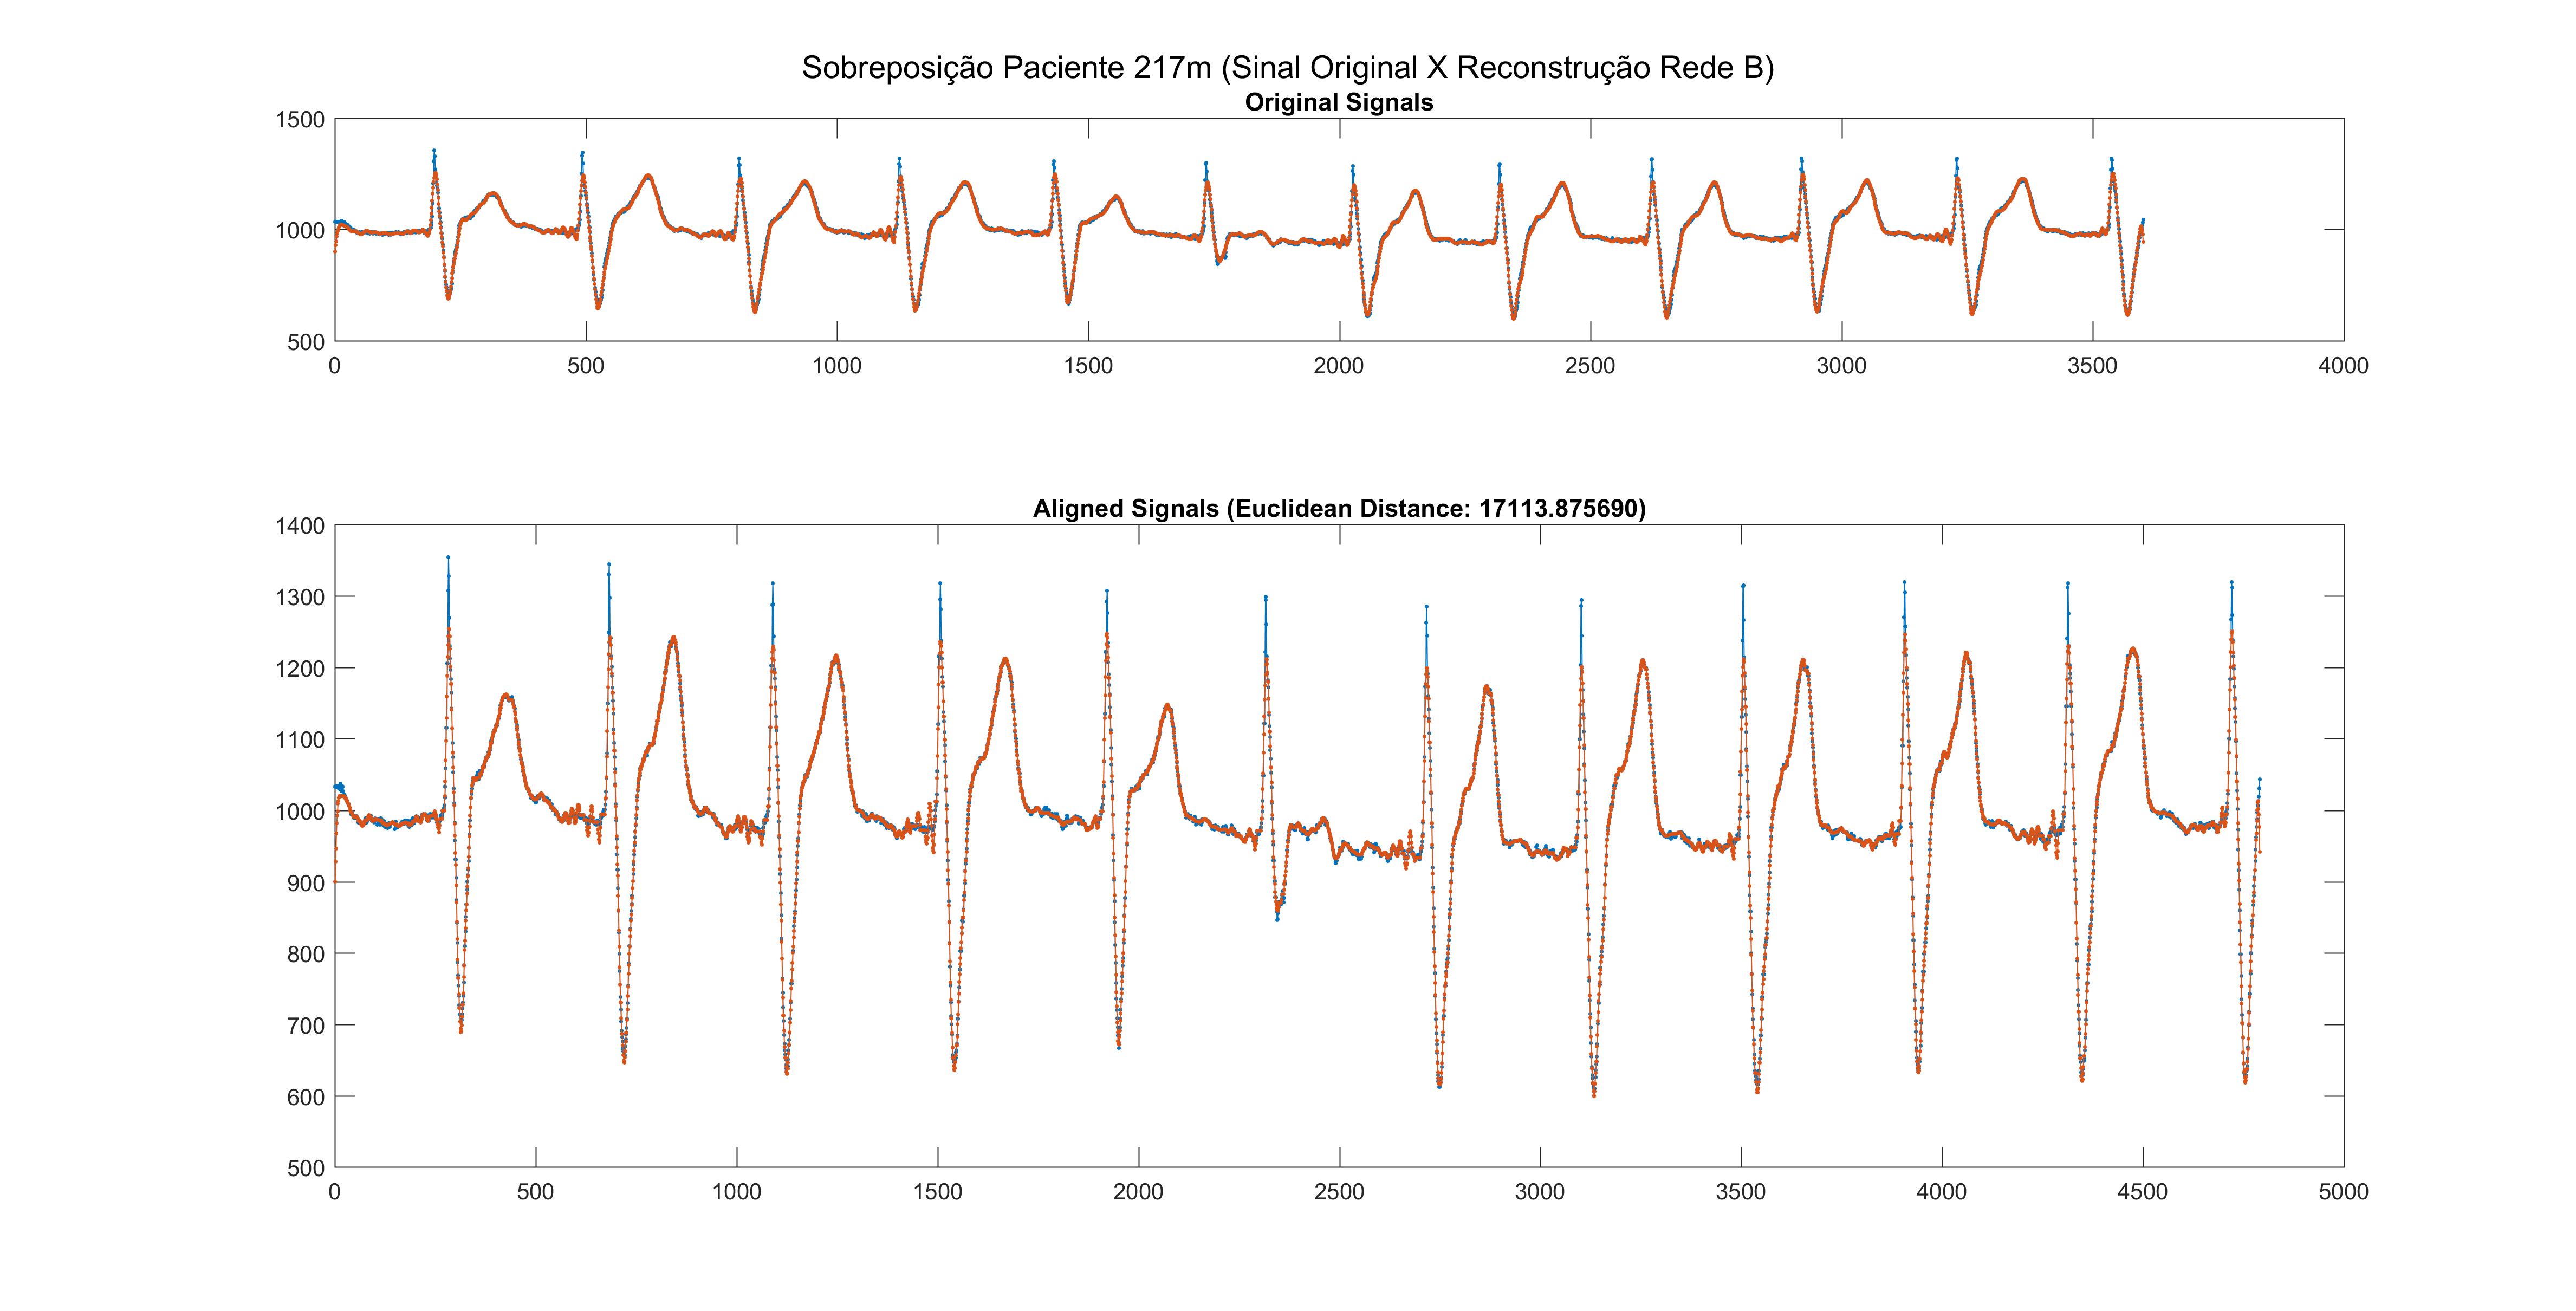 Sobreposição Paciente 217m (Sinal Original X Reconstrução Rede B)
Original Signals
1500
1000
500
0 500 1000 1500 2000 2500 3000 3500 4000
Aligned Signals (Euclidean Distance: 17113.875690)
1400
1300
1200
1100
1000
900
800
700
600
500
0 500 1000 1500 2000 2500 3000 3500 4000 4500 5000